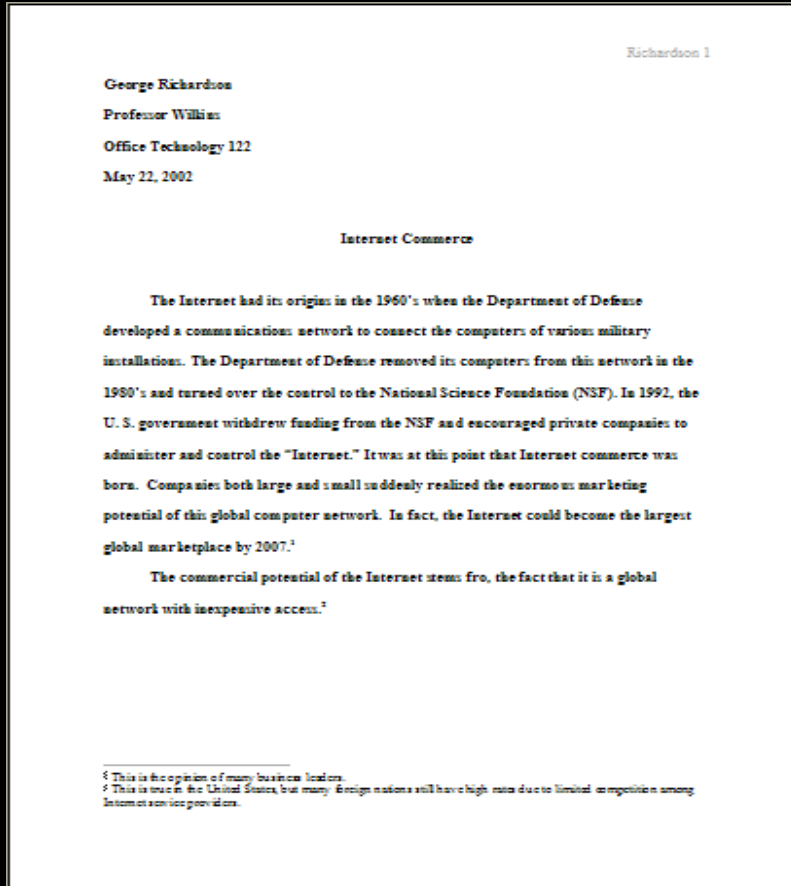 Richardson 1
George Richardson
Professor Wilkins
Office Technology 122
May 22, 2002
Internet Commerce
The Internet had its origins in the 1960's when the Department of Defense
developed a communications network to connect the computers of various military
installations. The Department of Defense removed its computers from this network in the
1980's and turned over the control to the National Science Foundation (NSF). In 1992, the
U. S. government withdrew funding from the NSF and encouraged private companies to
administer and control the “Internet.” It was at this point that Internet commerce was
born.  Companies both large and small suddenly realized the enormous marketing
potential of this global computer network.  In fact, the Internet could become the largest
global marketplace by 2007.¹
The commercial potential of the Internet stems fro, the fact that it is a global
network with inexpensive access.²
This is the opinion of many business leaders.
This is true in the United States, but many foreign nations still have high rates due to limited competition among
Internet service providers.